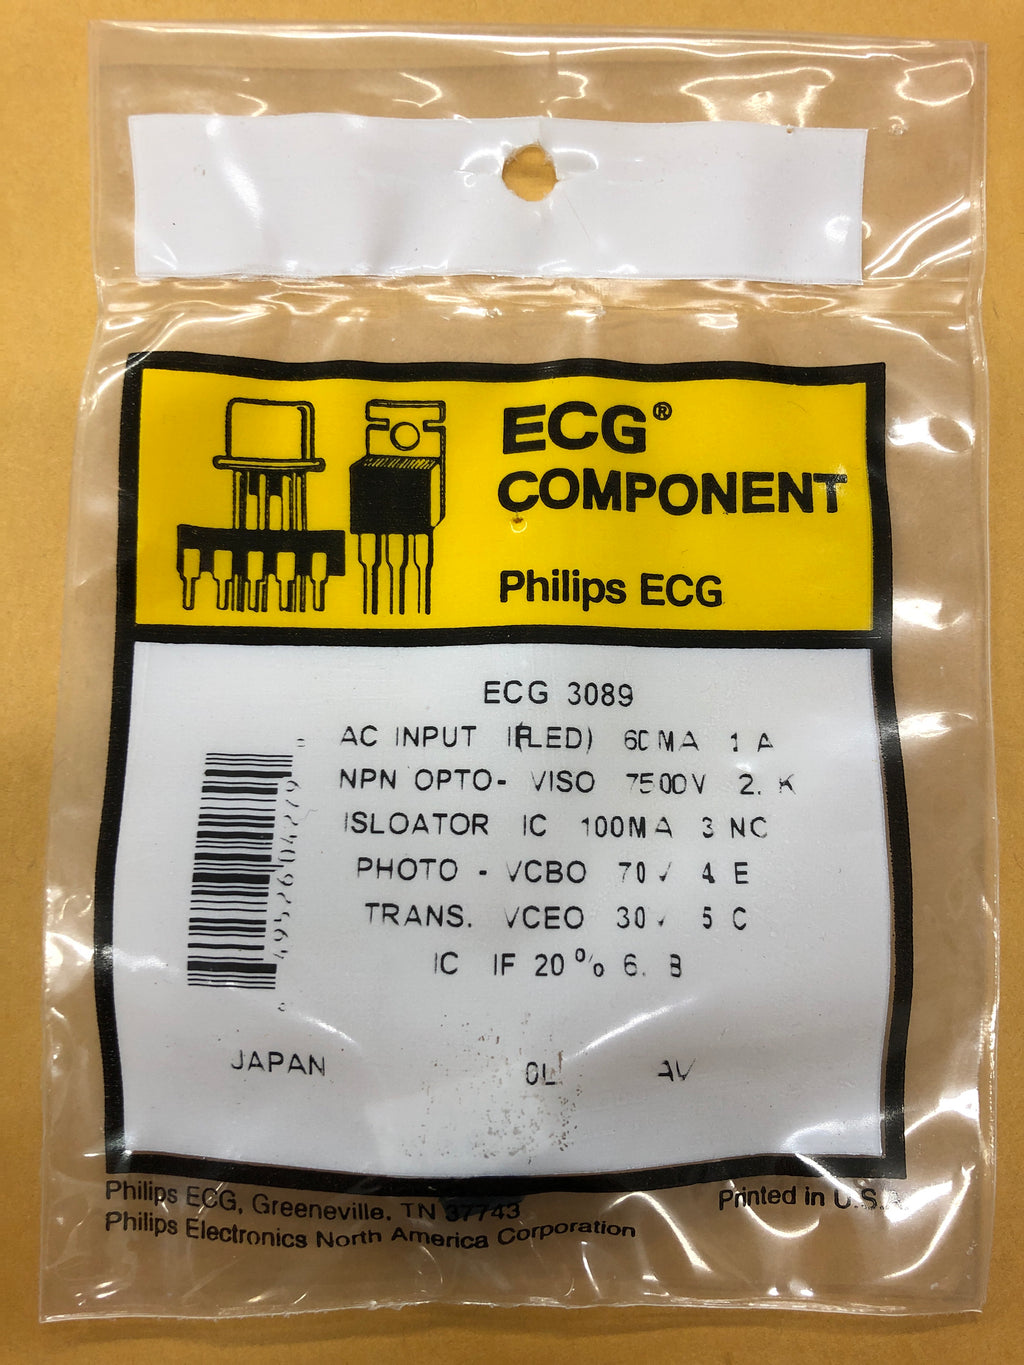 ECG®
COMPONENT
Philips ECG
ECG 3089
AC INPUT IF(LED) 60MA 1 A
NPN OPTO- VISO 7500V 2. K
ISLOATOR IC 100MA 3 NC
PHOTO - VCBO 70V 4 E
TRANS. VCEO 30V 5 C
IC IF 20% 6. B
JAPAN
Philips ECG, Greeneville, TN 37743
Philips Electronics North America Corporation
Printed in U.S.A.